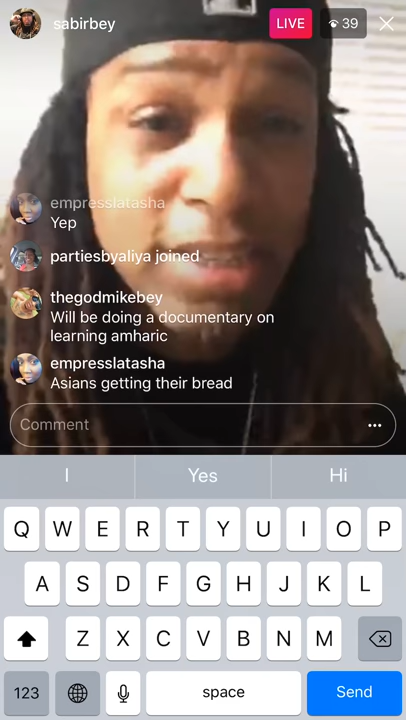 sabirbey
LIVE
39
empresslatasha
Yep
partiesbyaliya joined
thegodmikebey
Will be doing a documentary on
learning amharic
empresslatasha
Asians getting their bread
Comment
I Yes Hi
Q W E R T Y U I O P
A S D F G H J K L
Z X C V B N M
123 space Send